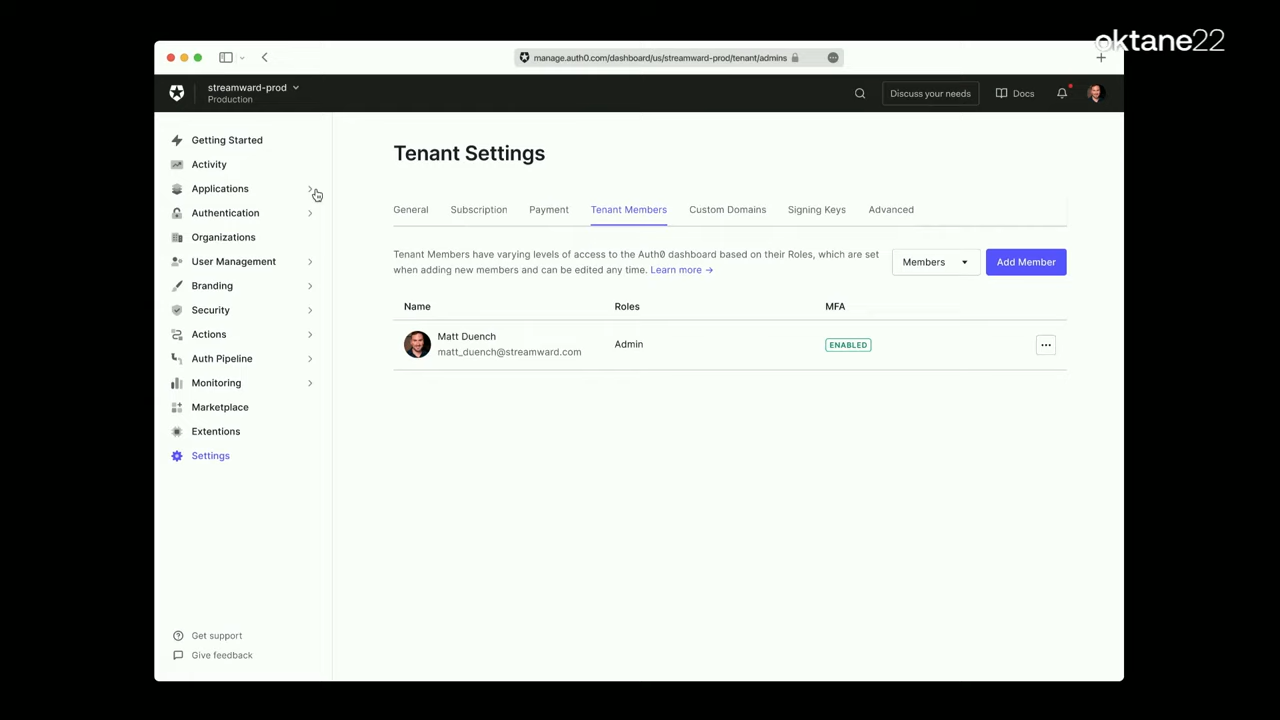 oktane22
manage.auth0.com/dashboard/us/streamward-prod/tenant/admins
streamward-prod
Production
Discuss your needs
Docs
Getting Started
Activity
Applications
Authentication
Organizations
User Management
Branding
Security
Actions
Auth Pipeline
Monitoring
Marketplace
Extentions
Settings
Get support
Give feedback
Tenant Settings
General Subscription Payment Tenant Members Custom Domains Signing Keys Advanced
Tenant Members have varying levels of access to the Auth0 dashboard based on their Roles, which are set
when adding new members and can be edited any time. Learn more →
Members
Add Member
Name Roles MFA
Matt Duench
matt_duench@streamward.com
Admin
ENABLED